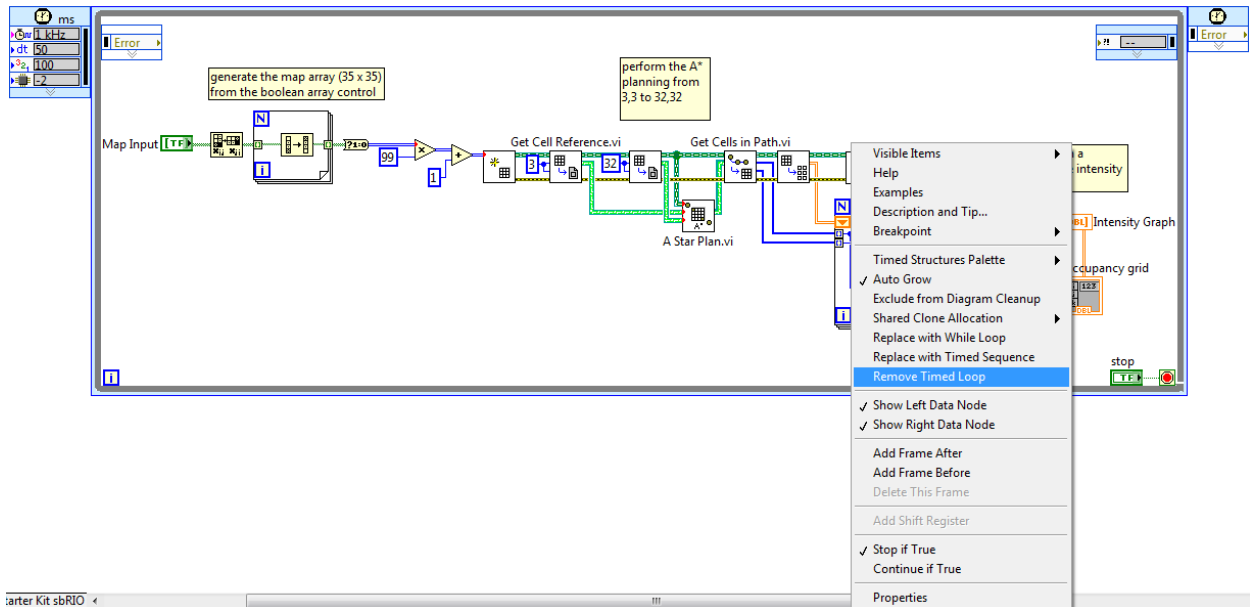 ms
1 kHz
dt 50
100
-2
Error
?! --
Error
generate the map array (35 x 35)
from the boolean array control
perform the A*
planning from
3,3 to 32,32
Map Input
TF
N
i
?1:0
99
x
+
1
Get Cell Reference.vi
3
32
Get Cells in Path.vi
A*
A Star Plan.vi
N
i
a
intensity
Intensity Graph
ccupancy grid
123
DBL
stop
TF
i
Visible Items
Help
Examples
Description and Tip...
Breakpoint
Timed Structures Palette
Auto Grow
Exclude from Diagram Cleanup
Shared Clone Allocation
Replace with While Loop
Replace with Timed Sequence
Remove Timed Loop
Show Left Data Node
Show Right Data Node
Add Frame After
Add Frame Before
Delete This Frame
Add Shift Register
Stop if True
Continue if True
Properties
tarter Kit sbRIO